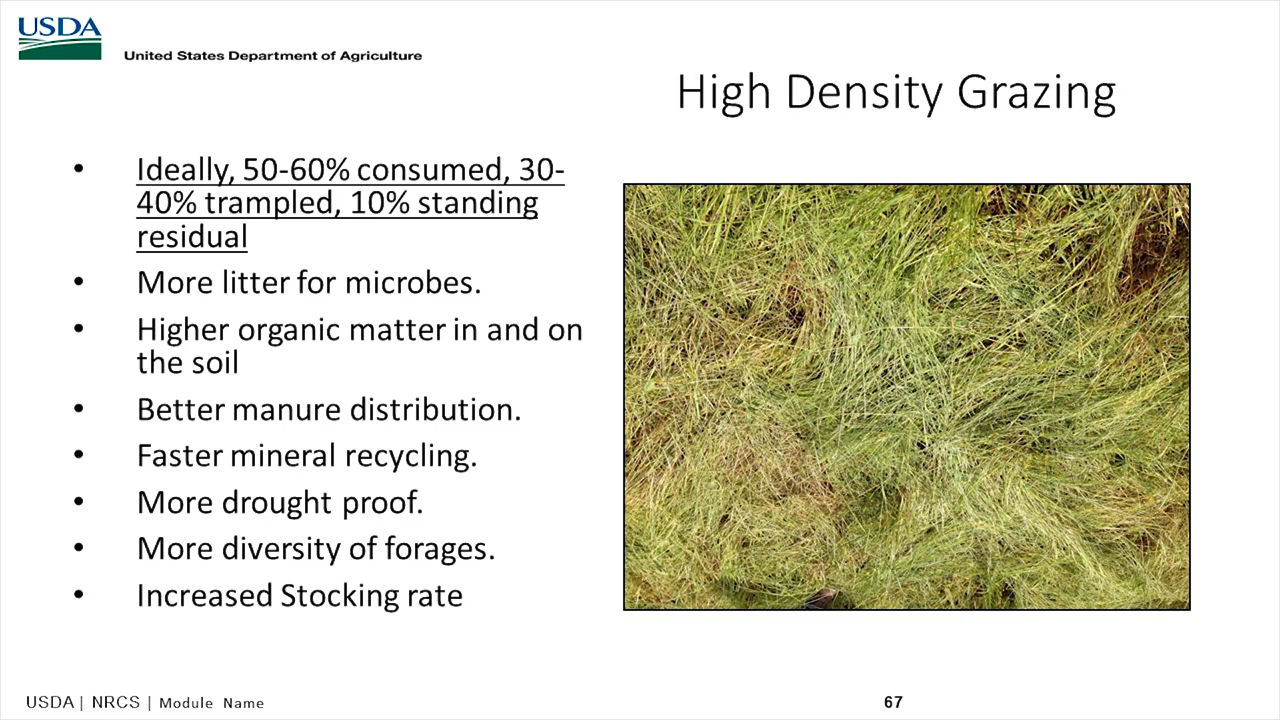 USDA
United States Department of Agriculture
High Density Grazing
• Ideally, 50-60% consumed, 30-
40% trampled, 10% standing
residual
• More litter for microbes.
• Higher organic matter in and on
the soil
• Better manure distribution.
• Faster mineral recycling.
• More drought proof.
• More diversity of forages.
• Increased Stocking rate
USDA | NRCS | Module Name
67